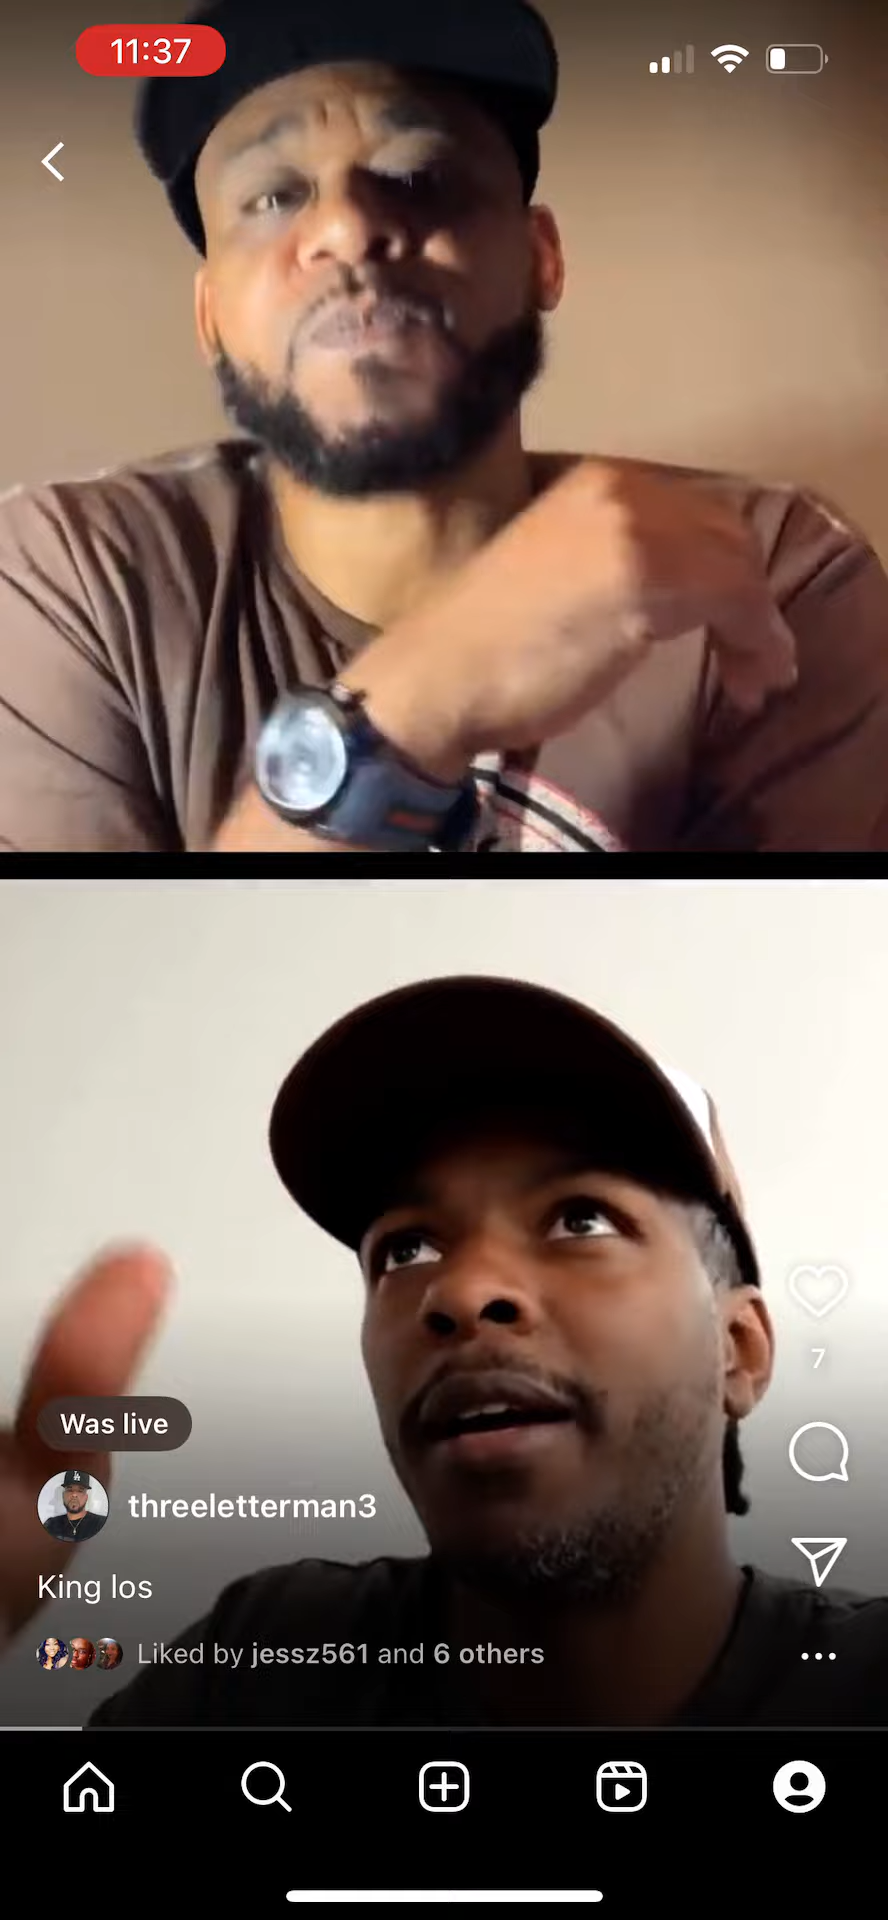 11:37
Was live
threeletterman3
King los
Liked by jessz561 and 6 others
7